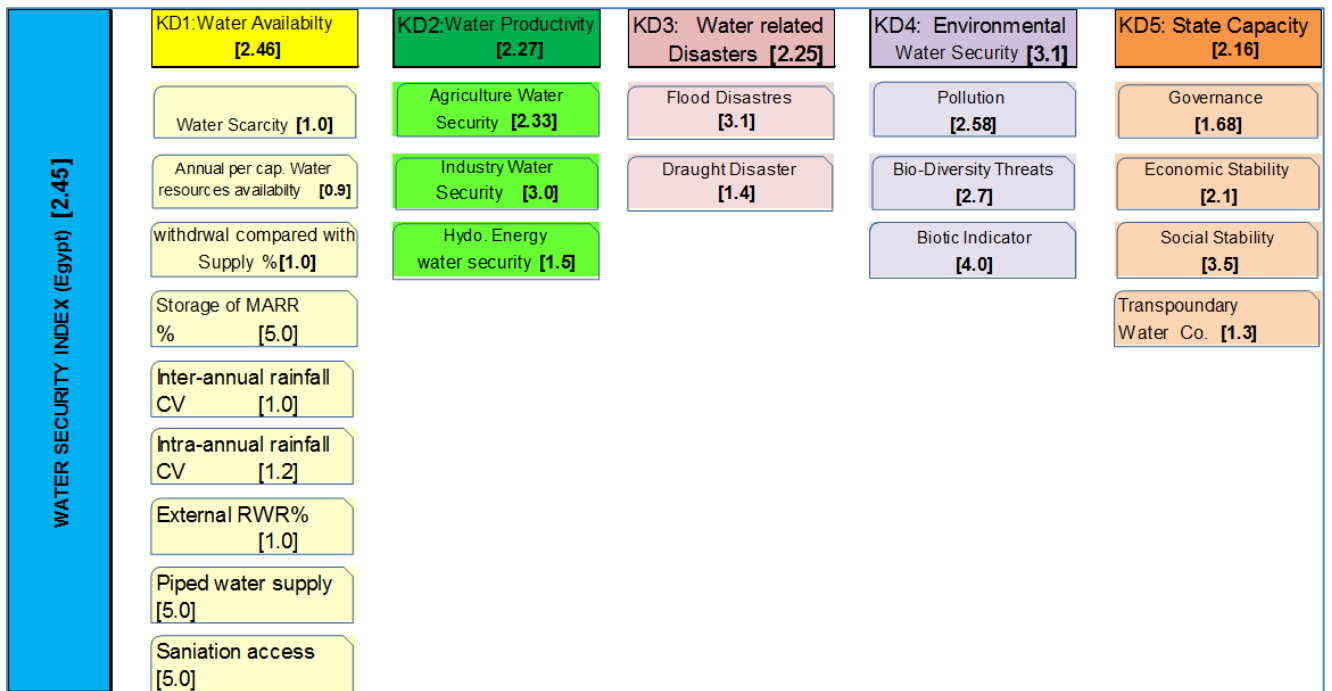 WATER SECURITY INDEX (Egypt) [2.45]
KD1:Water Availabilty
[2.46]
Water Scarcity [1.0]
Annual per cap. Water
resources availabilty [0.9]
withdrwal compared with
Supply %[1.0]
Storage of MARR
% [5.0]
Inter-annual rainfall
CV [1.0]
Intra-annual rainfall
CV [1.2]
External RWR%
[1.0]
Piped water supply
[5.0]
Saniation access
[5.0]
KD2:Water Productivity
[2.27]
Agriculture Water
Security [2.33]
Industry Water
Security [3.0]
Hydo. Energy
water security [1.5]
KD3: Water related
Disasters [2.25]
Flood Disastres
[3.1]
Draught Disaster
[1.4]
KD4: Environmental
Water Security [3.1]
Pollution
[2.58]
Bio-Diversity Threats
[2.7]
Biotic Indicator
[4.0]
KD5: State Capacity
[2.16]
Governance
[1.68]
Economic Stability
[2.1]
Social Stability
[3.5]
Transpoundary
Water Co. [1.3]